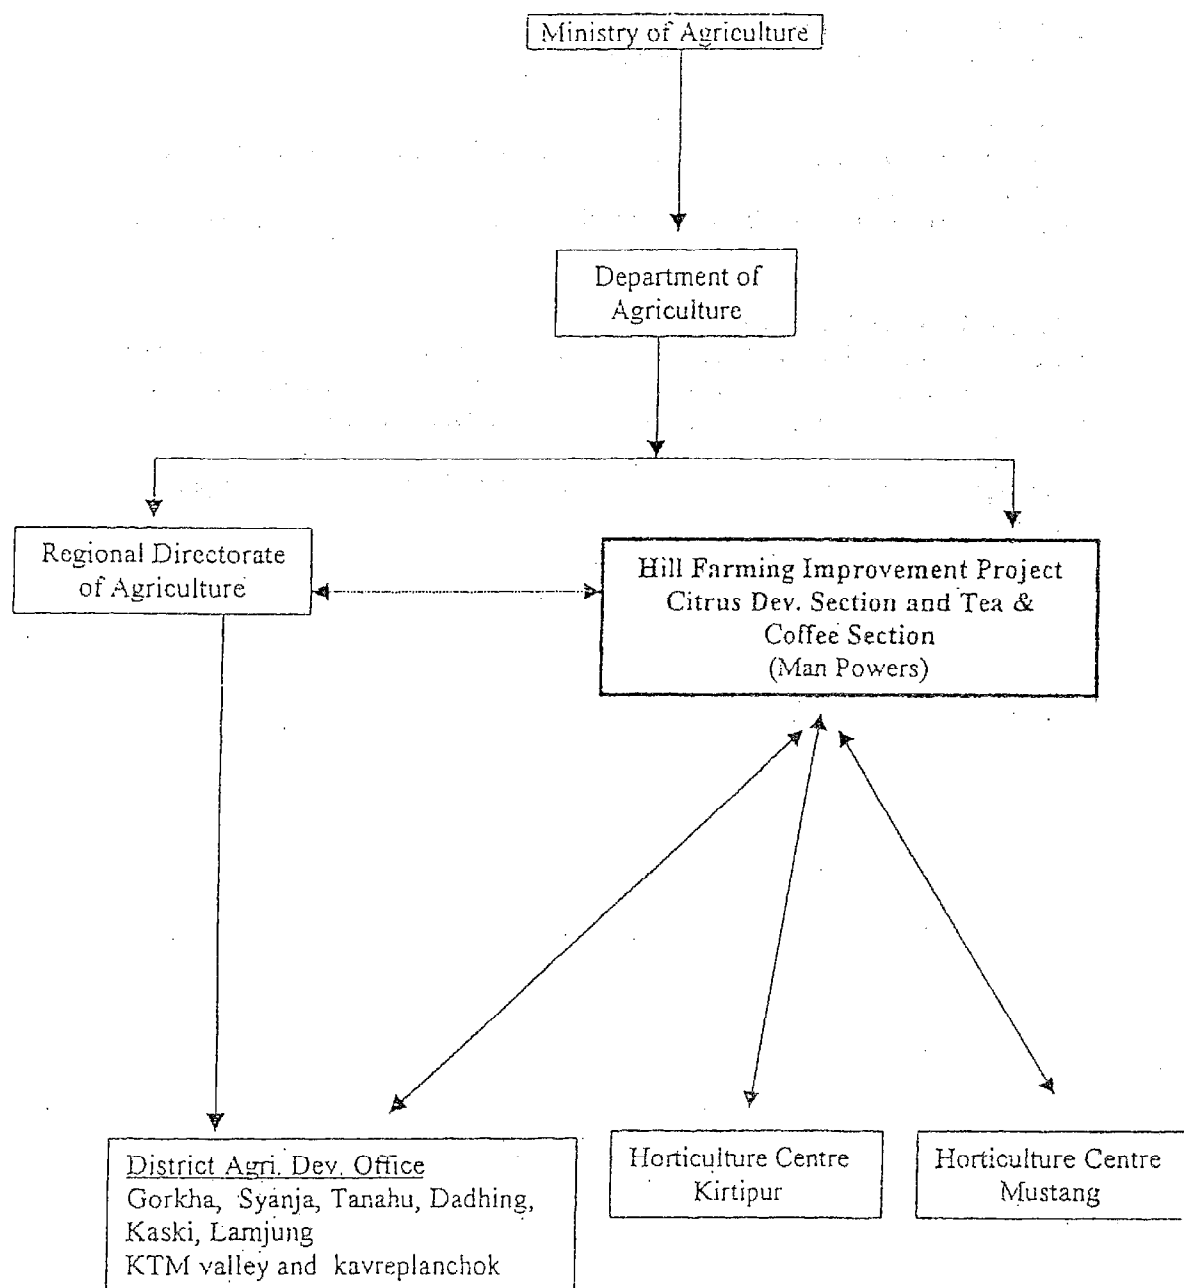 Ministry of Agriculture
Department of
Agriculture
Regional Directorate
of Agriculture
Hill Farming Improvement Project
Citrus Dev. Section and Tea &
Coffee Section
(Man Powers)
District Agri. Dev. Office
Gorkha, Syanja, Tanahu, Dadhing,
Kaski, Lamjung
KTM valley and kavreplanchok
Horticulture Centre
Kirtipur
Horticulture Centre
Mustang